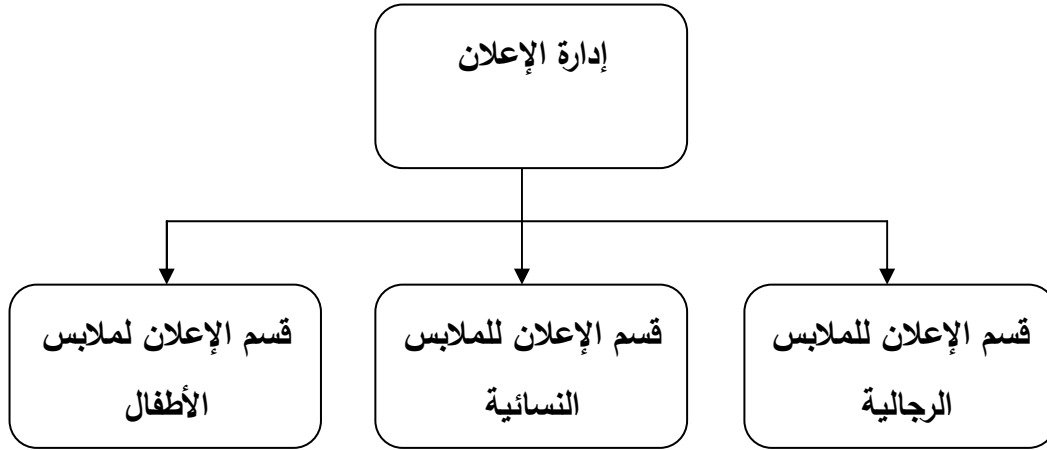 إدارة الإعلان
قسم الإعلان للملابس
الرجالية
قسم الإعلان للملابس
النسائية
قسم الإعلان لملابس
الأطفال